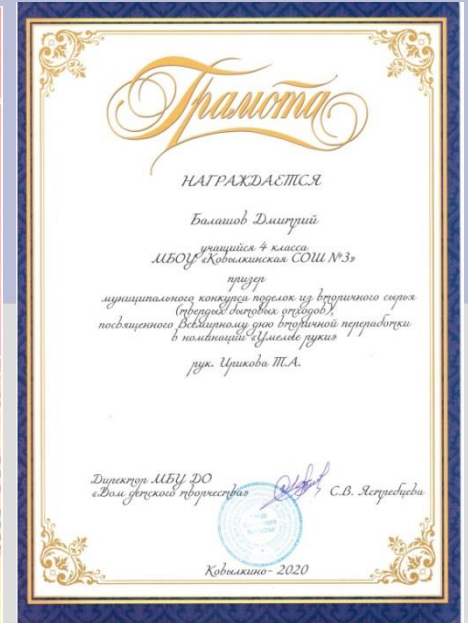 Грамота
НАГРАЖДАЕТСЯ
Балашов Дмитрий
учащийся 4 класса
МБОУ «Ковылкинская СОШ №3»
призер
муниципального конкурса поделок из вторичного сырья
(твердых бытовых отходов),
посвященного Всемирному дню вторичной переработки
в номинации «Умелые руки»
рук. Ирикова Т.А.
Директор МБУ ДО
«Дом детского творчества» С.В. Ястребцева
Ковылкино- 2020